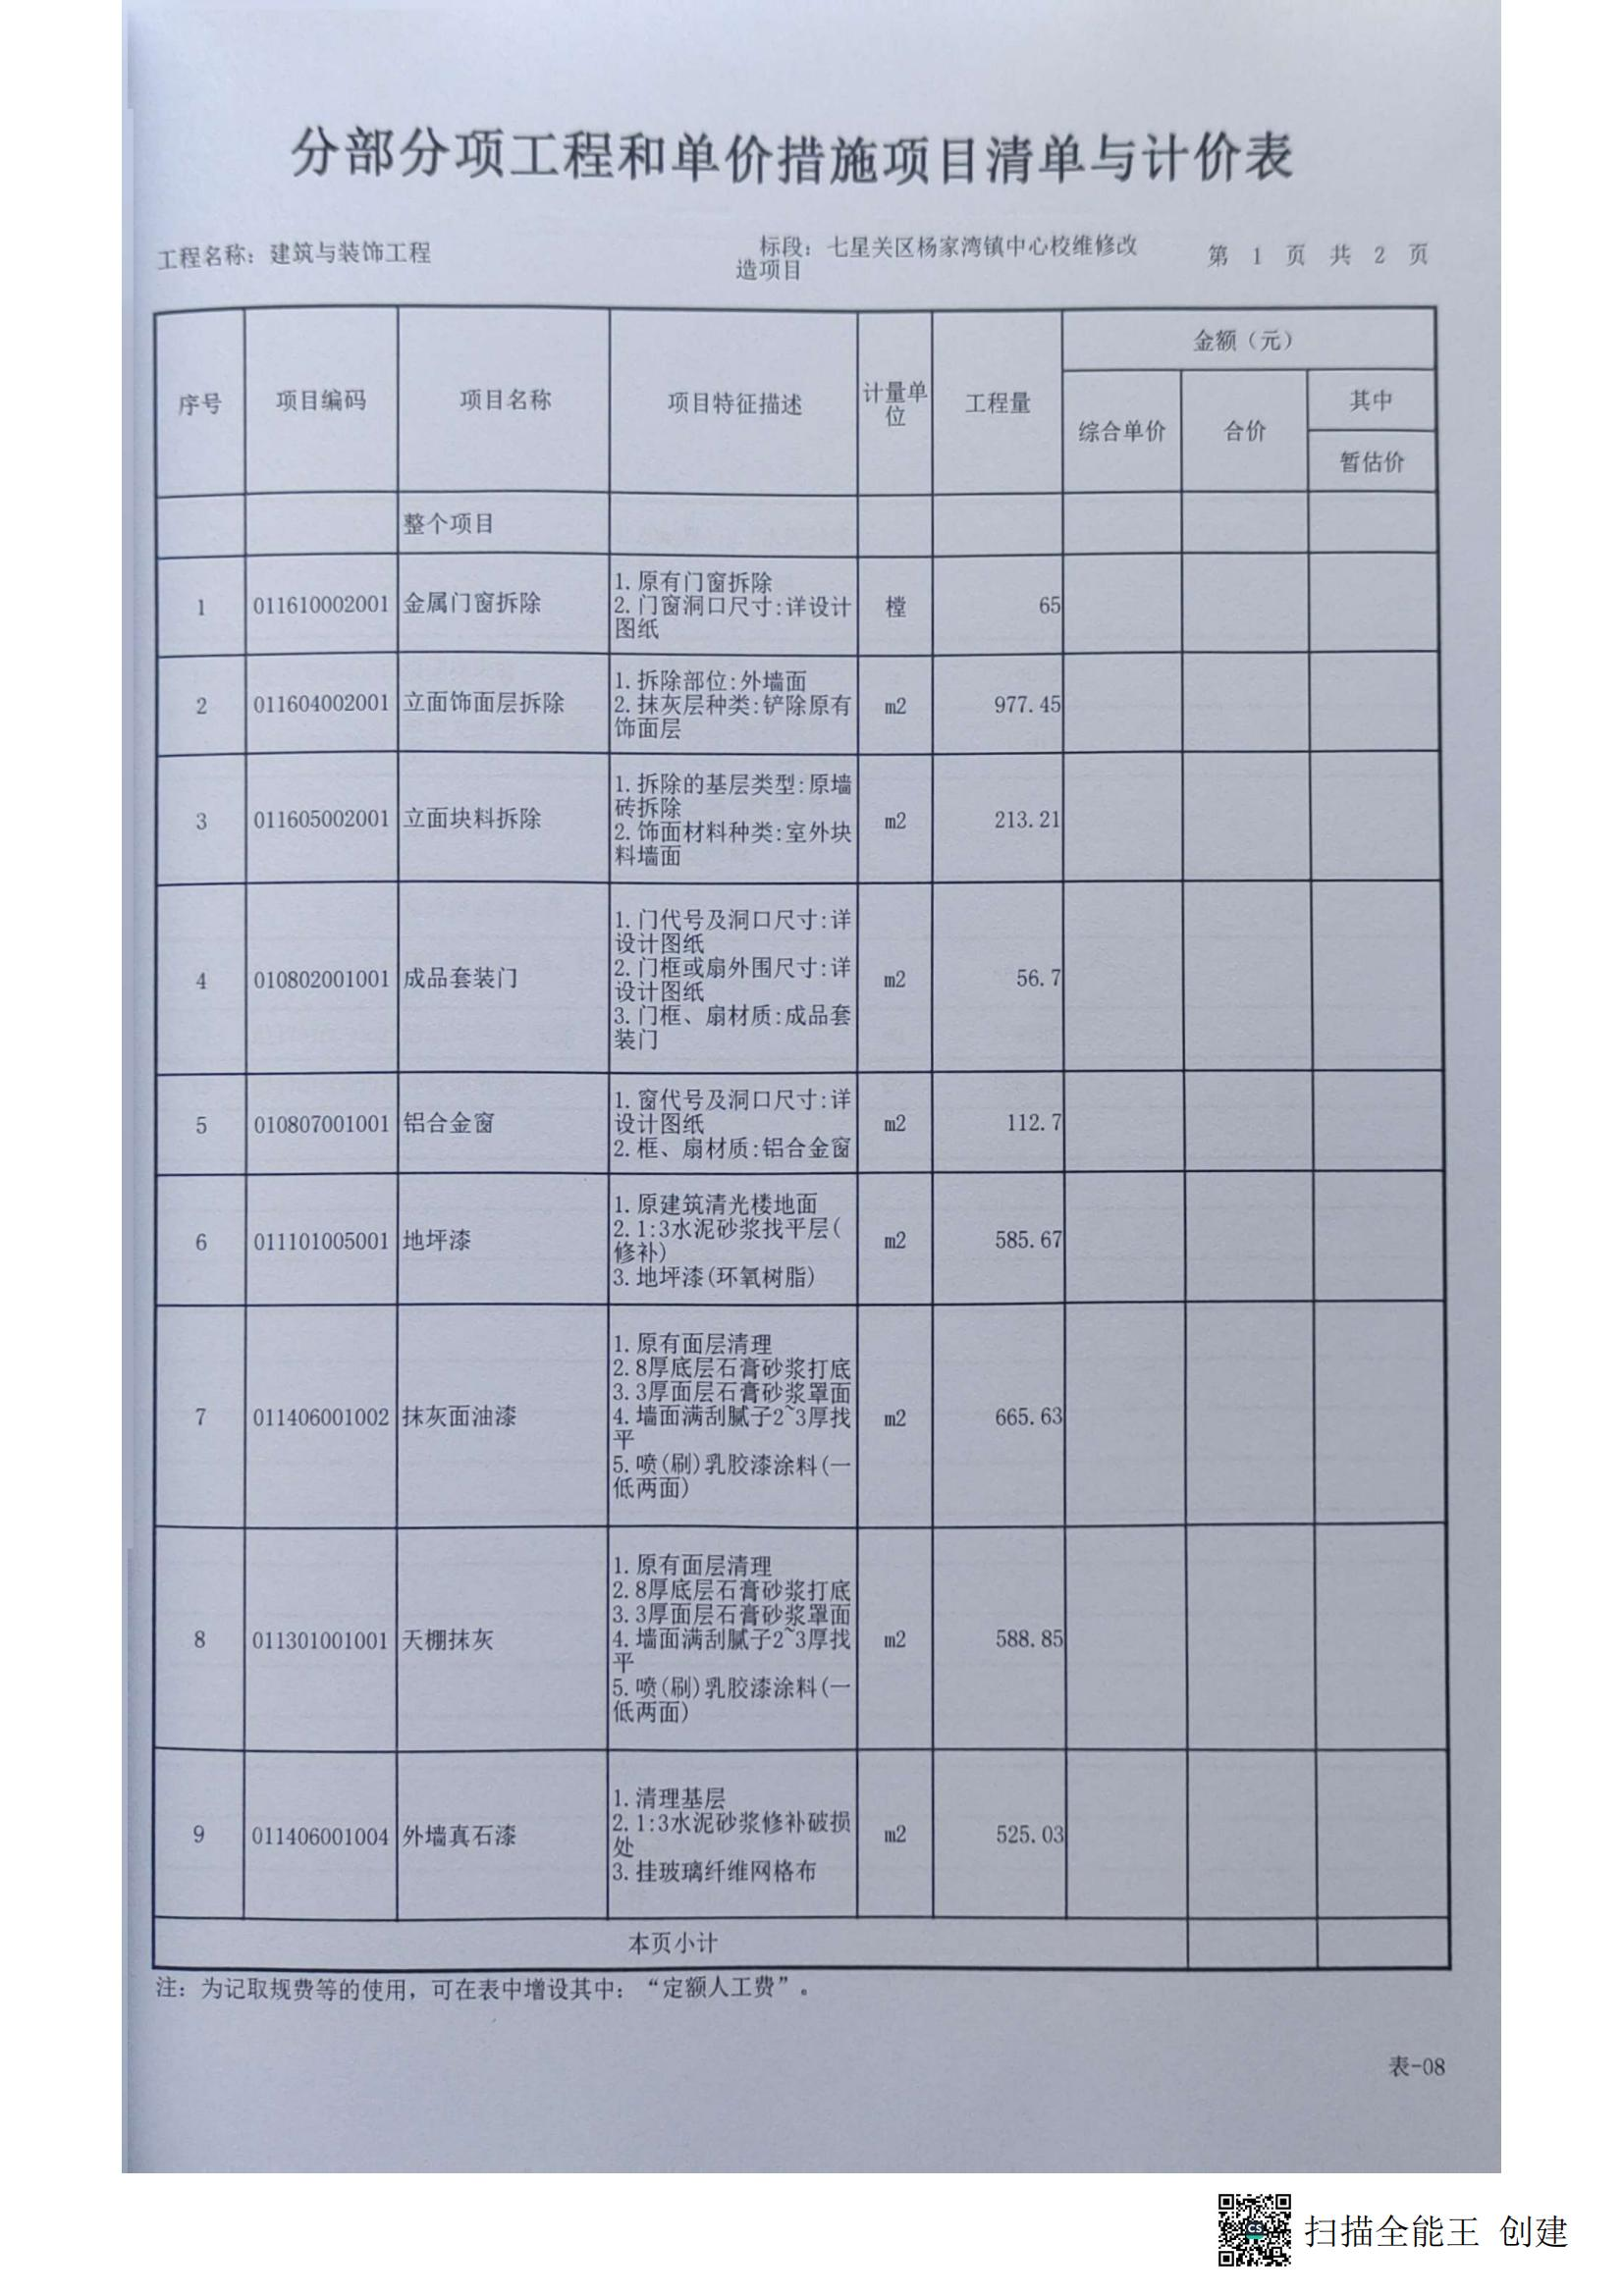 分部分项工程和单价措施项目清单与计价表
工程名称：建筑与装饰工程
标段：七星关区杨家湾镇中心校维修改
造项目
第 1 页 共 2 页
序号
项目编码
项目名称
项目特征描述
计量单
位
工程量
金额（元）
综合单价
合价
其中
暂估价
整个项目
1
011610002001
金属门窗拆除
1.原有门窗拆除
2.门窗洞口尺寸:详设计
图纸
樘
65
2
011604002001
立面饰面层拆除
1.拆除部位:外墙面
2.抹灰层种类:铲除原有
饰面层
m2
977.45
3
011605002001
立面块料拆除
1.拆除的基层类型:原墙
砖拆除
2.饰面材料种类:室外块
料墙面
m2
213.21
4
010802001001
成品套装门
1.门代号及洞口尺寸:详
设计图纸
2.门框或扇外围尺寸:详
设计图纸
3.门框、扇材质:成品套
装门
m2
56.7
5
010807001001
铝合金窗
1.窗代号及洞口尺寸:详
设计图纸
2.框、扇材质:铝合金窗
m2
112.7
6
011101005001
地坪漆
1.原建筑清光楼地面
2.1:3水泥砂浆找平层(
修补)
3.地坪漆(环氧树脂)
m2
585.67
7
011406001002
抹灰面油漆
1.原有面层清理
2.8厚底层石膏砂浆打底
3.3厚面层石膏砂浆罩面
4.墙面满刮腻子2~3厚找
平
5.喷(刷)乳胶漆涂料(一
低两面)
m2
665.63
8
011301001001
天棚抹灰
1.原有面层清理
2.8厚底层石膏砂浆打底
3.3厚面层石膏砂浆罩面
4.墙面满刮腻子2~3厚找
平
5.喷(刷)乳胶漆涂料(一
低两面)
m2
588.85
9
011406001004
外墙真石漆
1.清理基层
2.1:3水泥砂浆修补破损
处
3.挂玻璃纤维网格布
m2
525.03
本页小计
注：为记取规费等的使用，可在表中增设其中：“定额人工费”。
表-08
CS
扫描全能王 创建